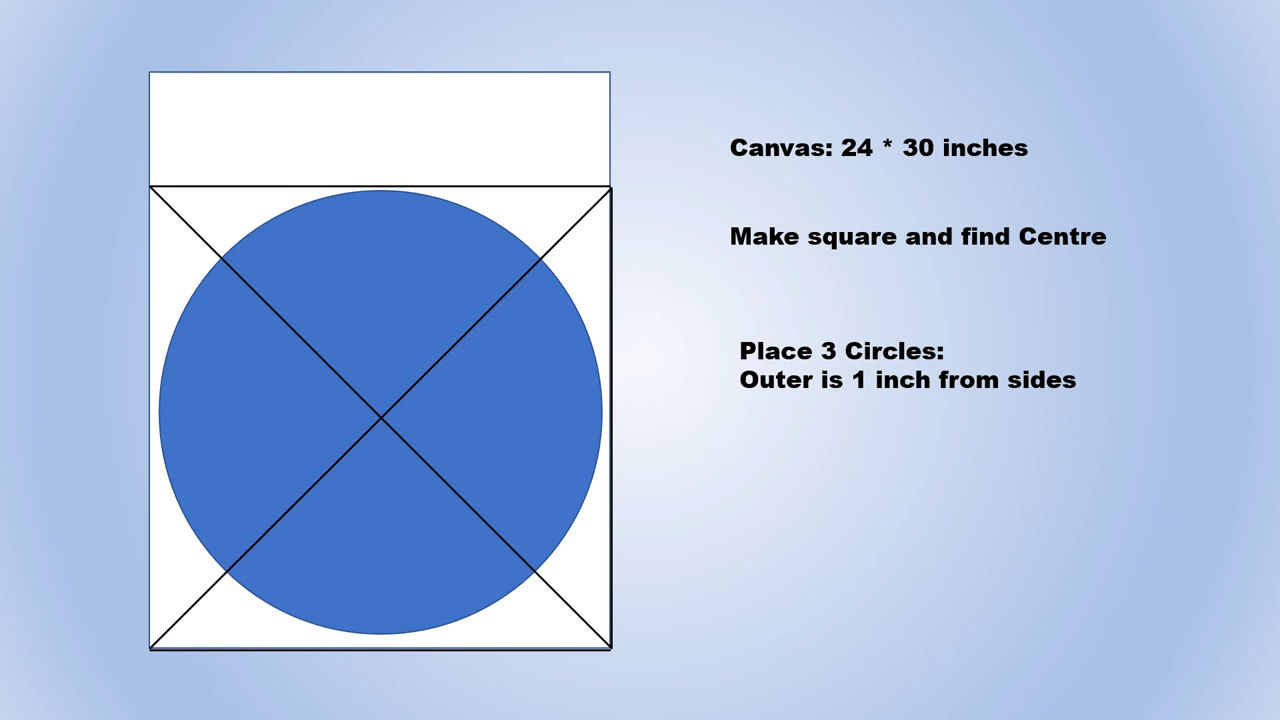 Canvas: 24 * 30 inches
Make square and find Centre
Place 3 Circles:
Outer is 1 inch from sides